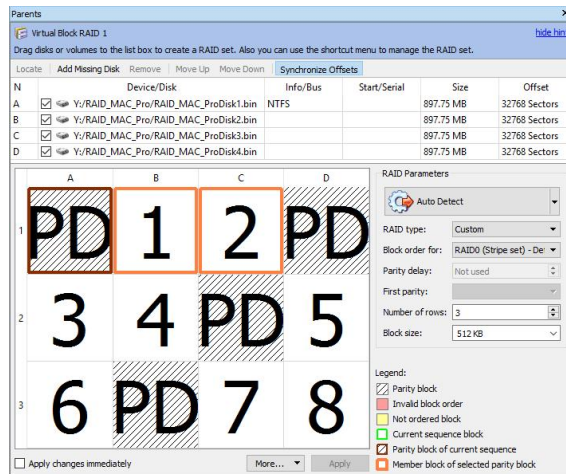 Parents
Virtual Block RAID 1 hide hin
Drag disks or volumes to the list box to create a RAID set. Also you can use the shortcut menu to manage the RAID set.
Locate Add Missing Disk Remove Move Up Move Down Synchronize Offsets
N Device/Disk Info/Bus Start/Serial Size Offset
A Y:/RAID_MAC_Pro/RAID_MAC_ProDisk1.bin NTFS 897.75 MB 32768 Sectors
B Y:/RAID_MAC_Pro/RAID_MAC_ProDisk2.bin 897.75 MB 32768 Sectors
C Y:/RAID_MAC_Pro/RAID_MAC_ProDisk3.bin 897.75 MB 32768 Sectors
D Y:/RAID_MAC_Pro/RAID_MAC_ProDisk4.bin 897.75 MB 32768 Sectors
A B C D
1 PD 1 2 PD
2 3 4 PD 5
3 6 PD 7 8
RAID Parameters
Auto Detect
RAID type: Custom
Block order for: RAID0 (Stripe set) - De
Parity delay: Not used
First parity:
Number of rows: 3
Block size: 512 KB
Legend:
Parity block
Invalid block order
Not ordered block
Current sequence block
Parity block of current sequence
Member block of selected parity block
Apply changes immediately More... Apply